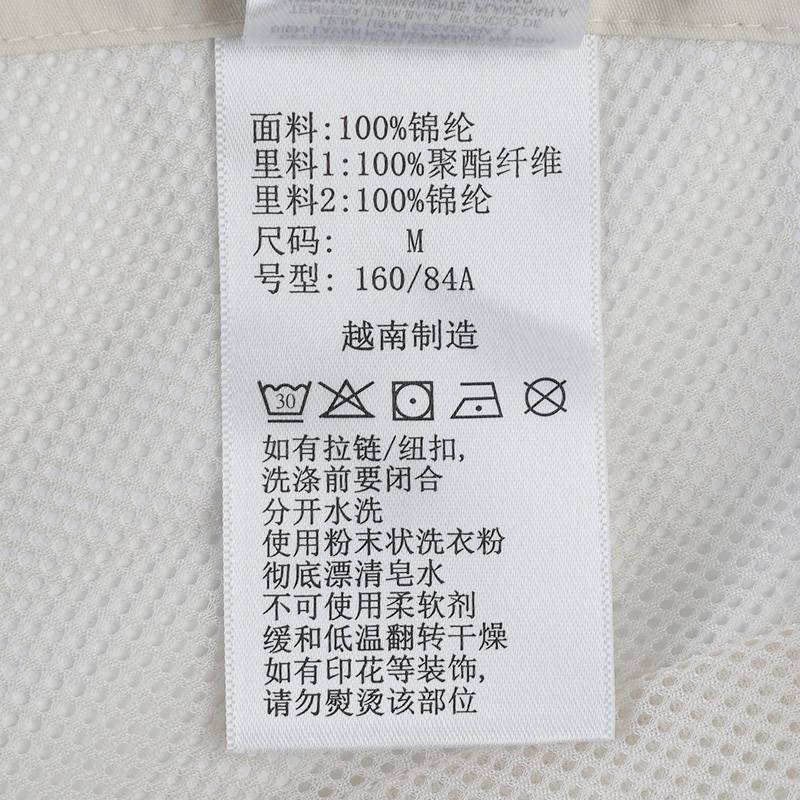 面料:100%锦纶
里料1:100%聚酯纤维
里料2:100%锦纶
尺码: M
号型: 160/84A
越南制造
30
如有拉链/纽扣,
洗涤前要闭合
分开水洗
使用粉末状洗衣粉
彻底漂清皂水
不可使用柔软剂
缓和低温翻转干燥
如有印花等装饰,
请勿熨烫该部位